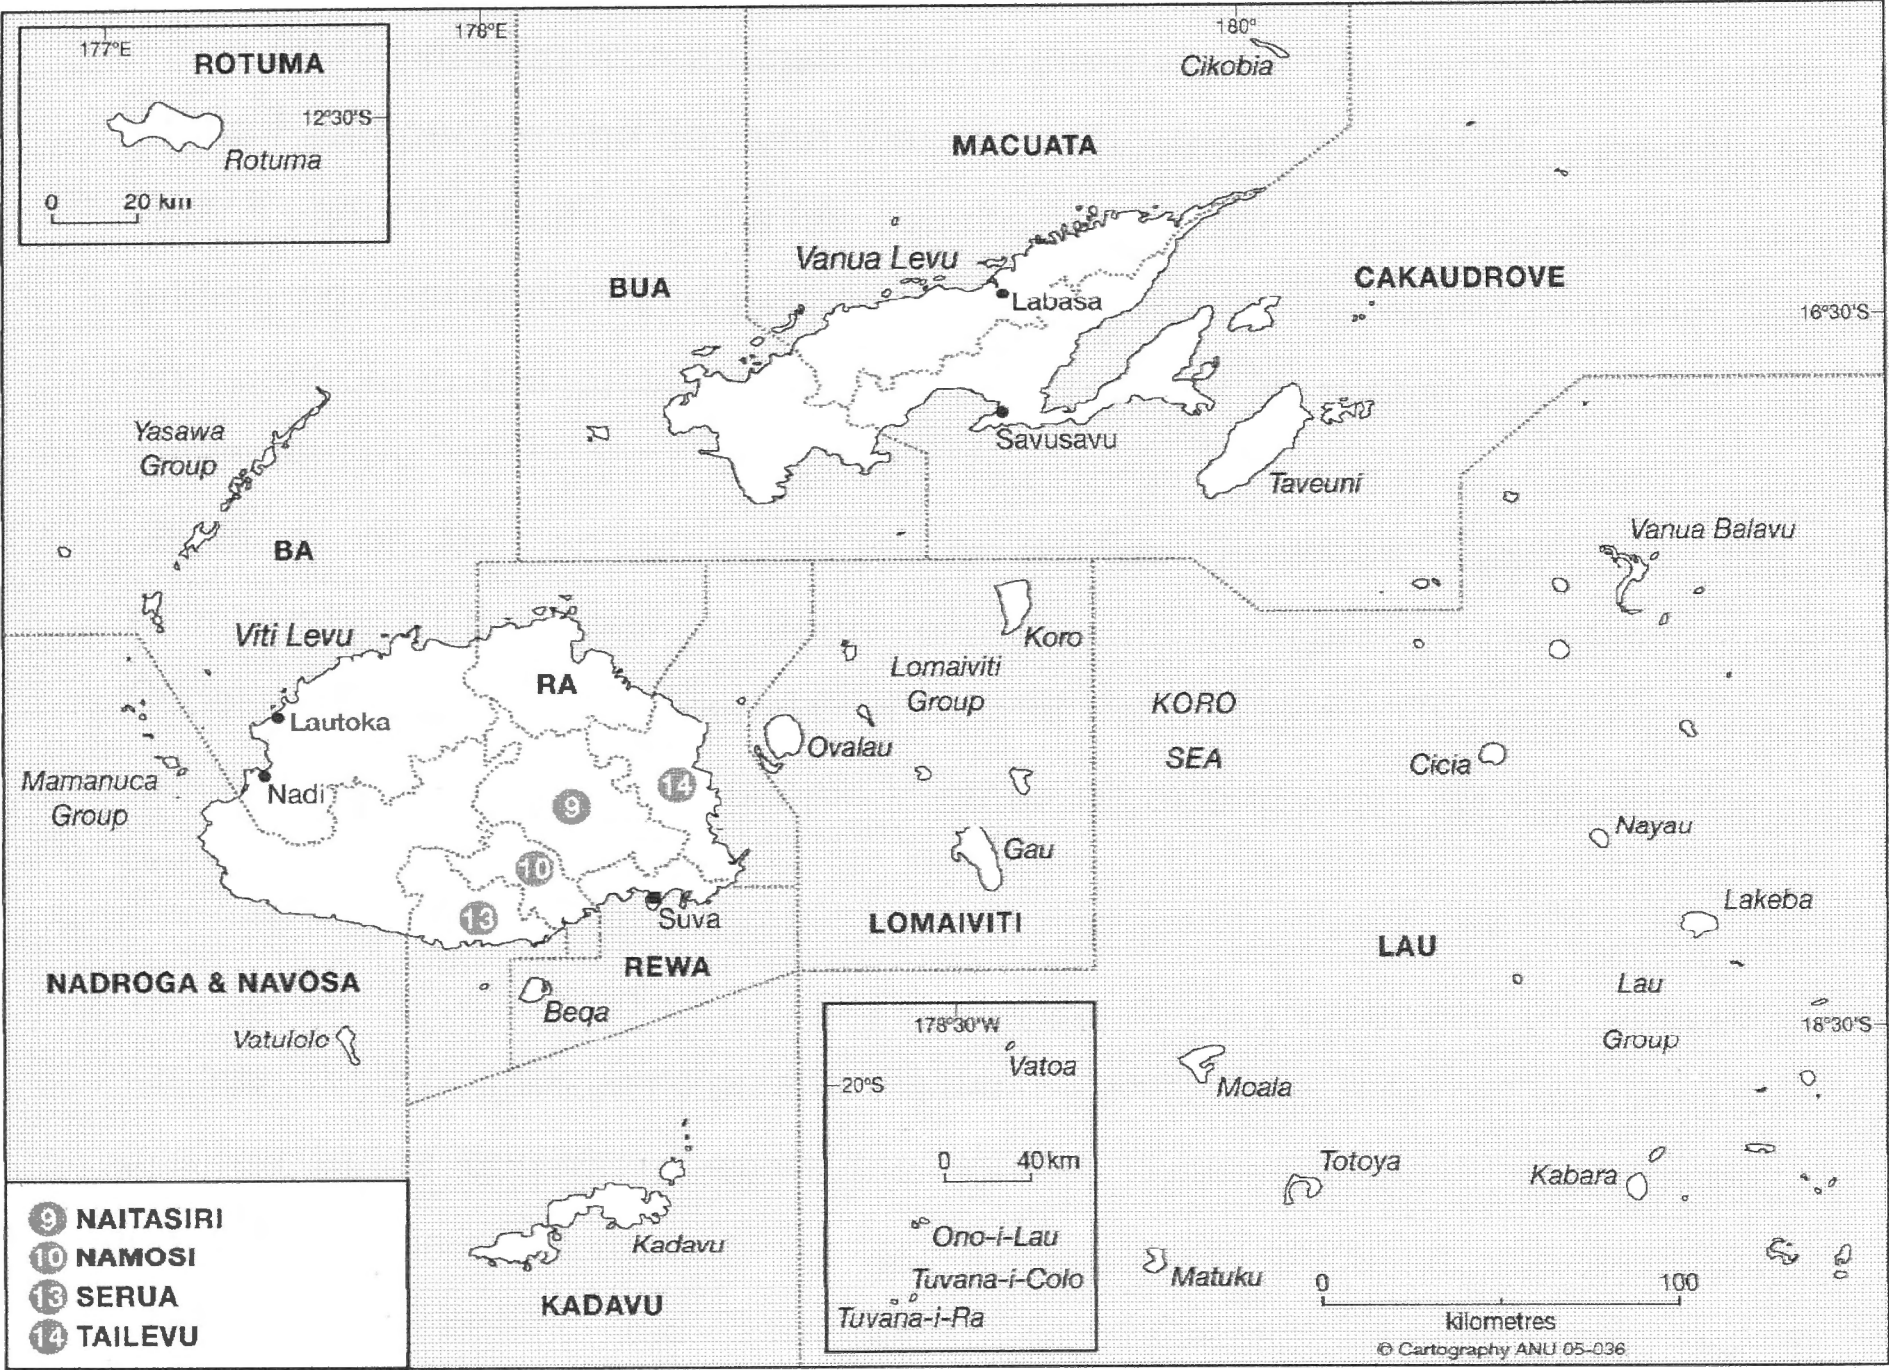 177°E
ROTUMA
12°30'S
Rotuma
0 20 km
178°E
180°
Cikobia
MACUATA
Vanua Levu
BUA
Labasa
CAKAUDROVE
16°30'S
Yasawa
Group
Savusavu
Taveuni
BA
Vanua Balavu
Viti Levu
Koro
RA
Lomaiviti
Group
KORO
SEA
Lautoka
Ovalau
Cicia
Mamanuca
Group
Nadi
14
9
Nayau
10
Gau
Lakeba
13
Suva
LOMAIVITI
LAU
NADROGA & NAVOSA
REWA
Lau
Group
Beqa
Vatulolo
18°30'S
178°30'W
Vatoa
20°S
Moala
0 40 km
Totoya
Kabara
9 NAITASIRI
10 NAMOSI
13 SERUA
14 TAILEVU
Kadavu
KADAVU
Ono-i-Lau
Tuvana-i-Colo
Tuvana-i-Ra
Matuku
0 100
kilometres
© Cartography ANU 05-036